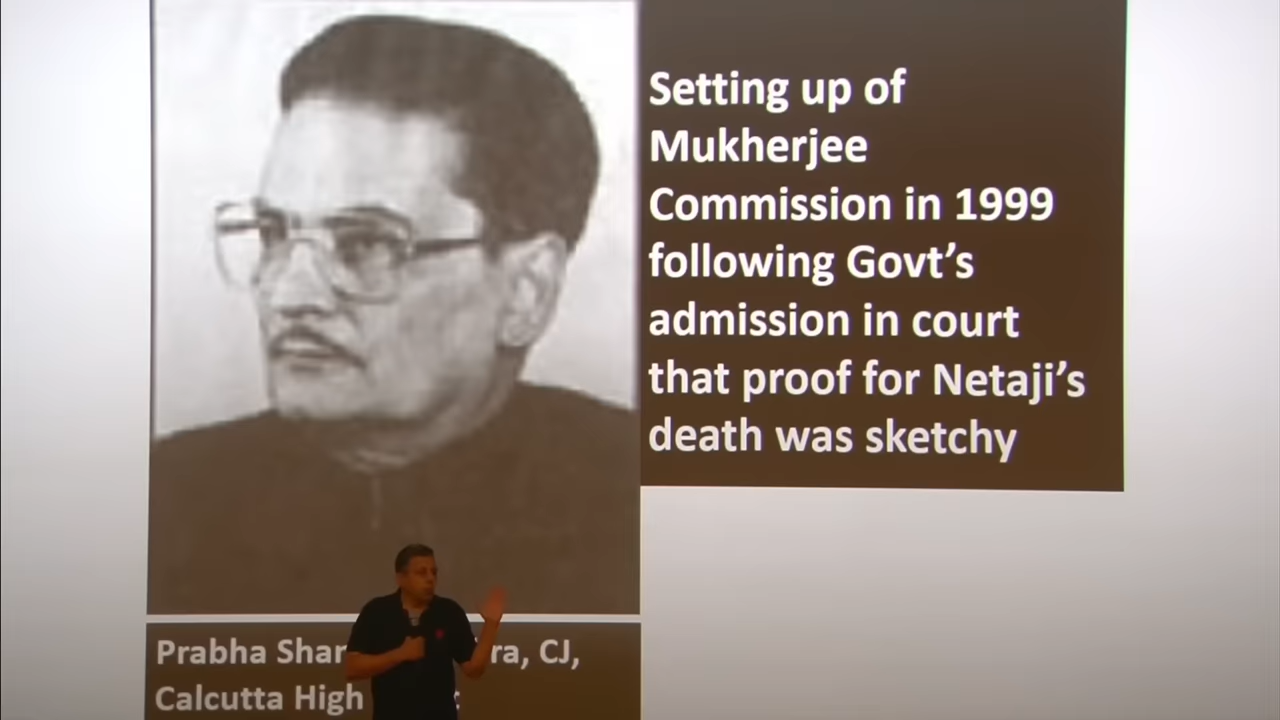 Setting up of
Mukherjee
Commission in 1999
following Govt's
admission in court
that proof for Netaji's
death was sketchy
Prabha ra, CJ,
Calcutta High